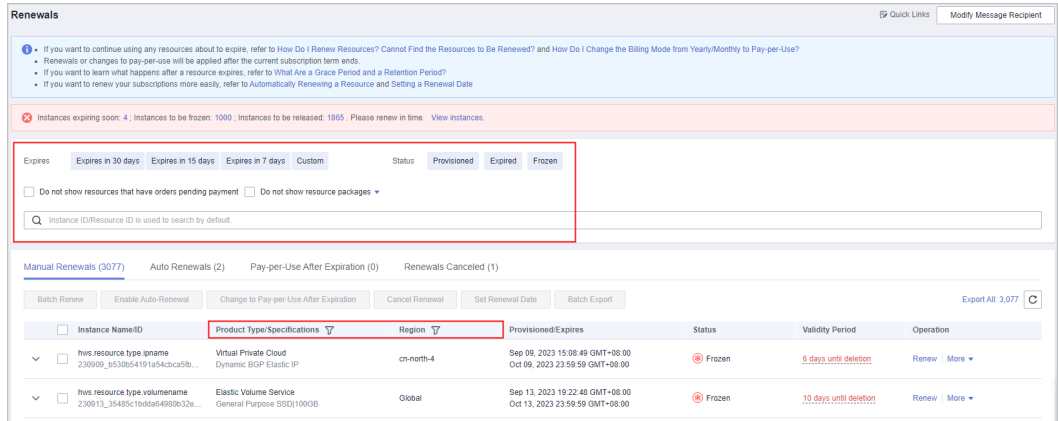 Renewals
Quick Links
Modify Message Recipient
If you want to continue using any resources about to expire, refer to How Do I Renew Resources? Cannot Find the Resources to Be Renewed? and How Do I Change the Billing Mode from Yearly/Monthly to Pay-per-Use?
Renewals or changes to pay-per-use will be applied after the current subscription term ends.
If you want to learn what happens after a resource expires, refer to What Are a Grace Period and a Retention Period?
If you want to renew your subscriptions more easily, refer to Automatically Renewing a Resource and Setting a Renewal Date
Instances expiring soon: 4 ; Instances to be frozen: 1000 ; Instances to be released: 1865 . Please renew in time. View instances.
Expires Expires in 30 days Expires in 15 days Expires in 7 days Custom Status Provisioned Expired Frozen
Do not show resources that have orders pending payment Do not show resource packages
Instance ID/Resource ID is used to search by default.
Manual Renewals (3077) Auto Renewals (2) Pay-per-Use After Expiration (0) Renewals Canceled (1)
Batch Renew Enable Auto-Renewal Change to Pay-per-Use After Expiration Cancel Renewal Set Renewal Date Batch Export Export All: 3,077
Instance Name/ID Product Type/Specifications Region Provisioned/Expires Status Validity Period Operation
hws.resource.type.ipname Virtual Private Cloud cn-north-4 Sep 09, 2023 15:08:49 GMT+08:00 Frozen 6 days until deletion Renew More
230909_b530b54191a54cbca5fb... Dynamic BGP Elastic IP Oct 09, 2023 23:59:59 GMT+08:00
hws.resource.type.volumename Elastic Volume Service Global Sep 13, 2023 19:22:48 GMT+08:00 Frozen 10 days until deletion Renew More
230913_35485c1bdda64980b32e... General Purpose SSD|100GB Oct 13, 2023 23:59:59 GMT+08:00